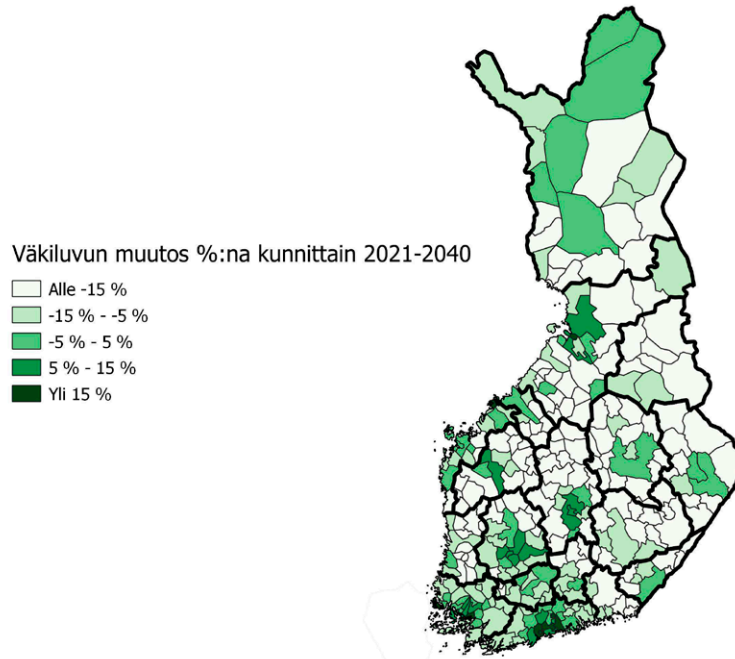 Väkiluvun muutos %:na kunnittain 2021-2040
Alle -15 %
-15 % - -5 %
-5 % - 5 %
5 % - 15 %
Yli 15 %